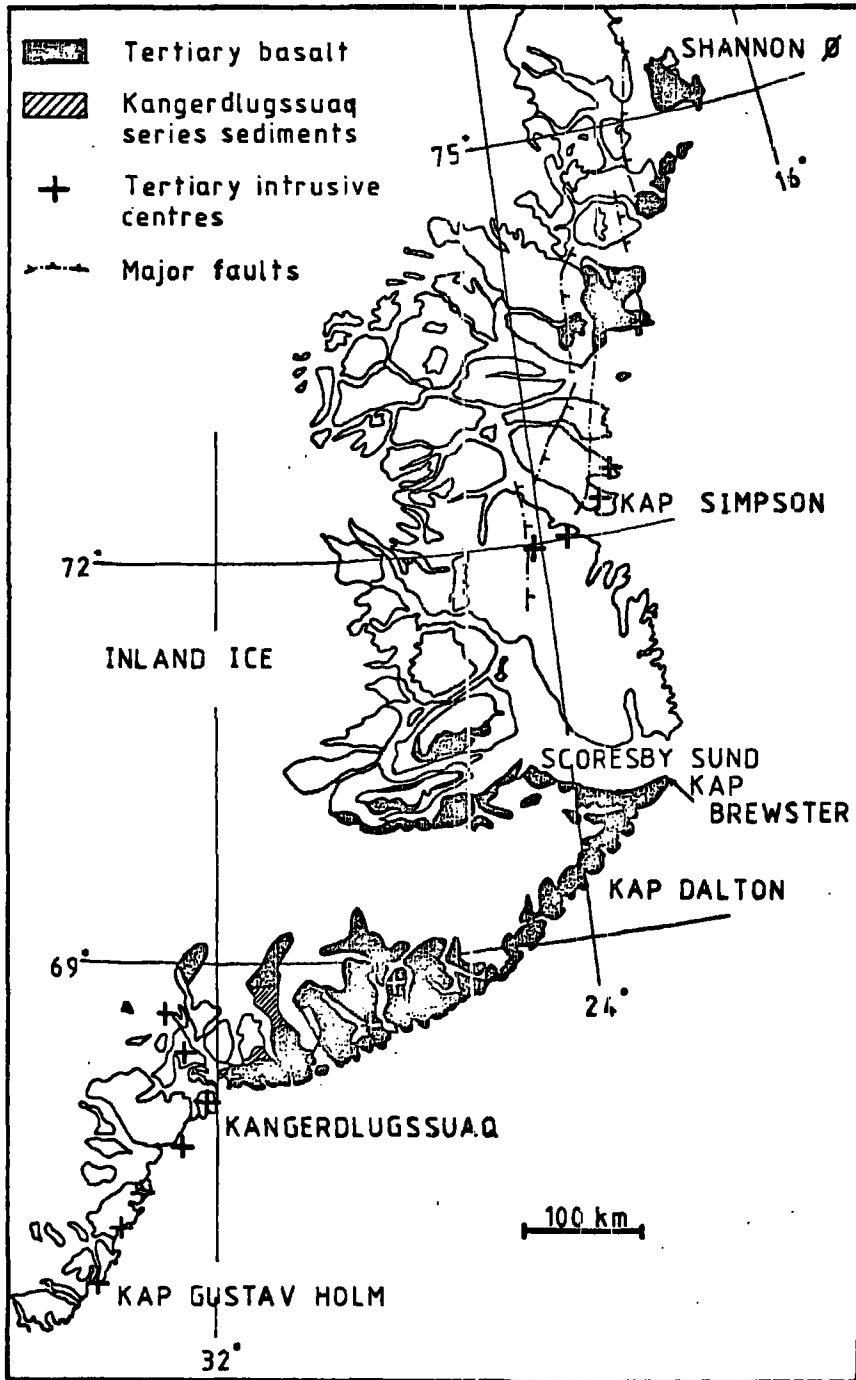 Tertiary basalt
Kangerdlugssuaq
series sediments
Tertiary intrusive
centres
Major faults
SHANNON Ø
75°
16°
KAP SIMPSON
72°
INLAND ICE
SCORESBY SUND
KAP
BREWSTER
KAP DALTON
69°
24°
KANGERDLUGSSUAQ
100 km
KAP GUSTAV HOLM
32°